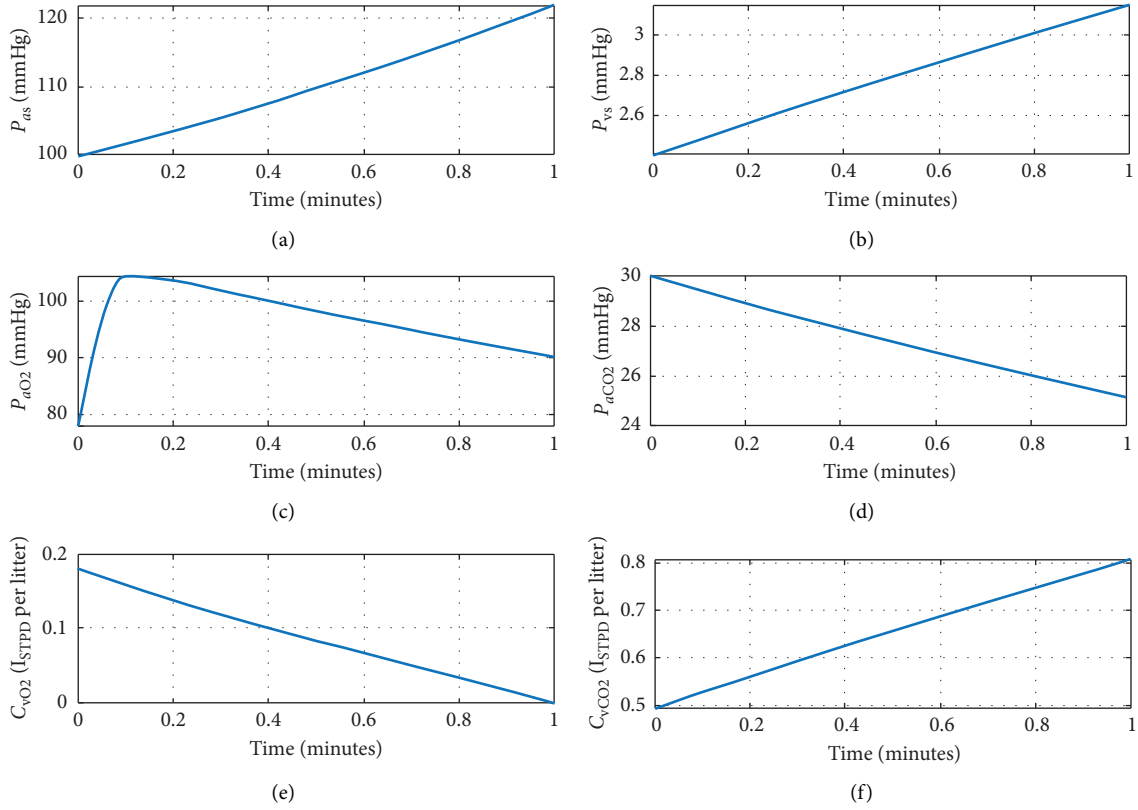 120
110
100
P_as (mmHg)
0 0.2 0.4 0.6 0.8 1
Time (minutes)
(a)
3
2.8
2.6
P_vs (mmHg)
0 0.2 0.4 0.6 0.8 1
Time (minutes)
(b)
100
90
80
P_aO2 (mmHg)
0 0.2 0.4 0.6 0.8 1
Time (minutes)
(c)
30
28
26
24
P_aCO2 (mmHg)
0 0.2 0.4 0.6 0.8 1
Time (minutes)
(d)
0.2
0.1
0
C_vO2 (I_STPD per litter)
0 0.2 0.4 0.6 0.8 1
Time (minutes)
(e)
0.8
0.7
0.6
0.5
C_vCO2 (I_STPD per litter)
0 0.2 0.4 0.6 0.8 1
Time (minutes)
(f)